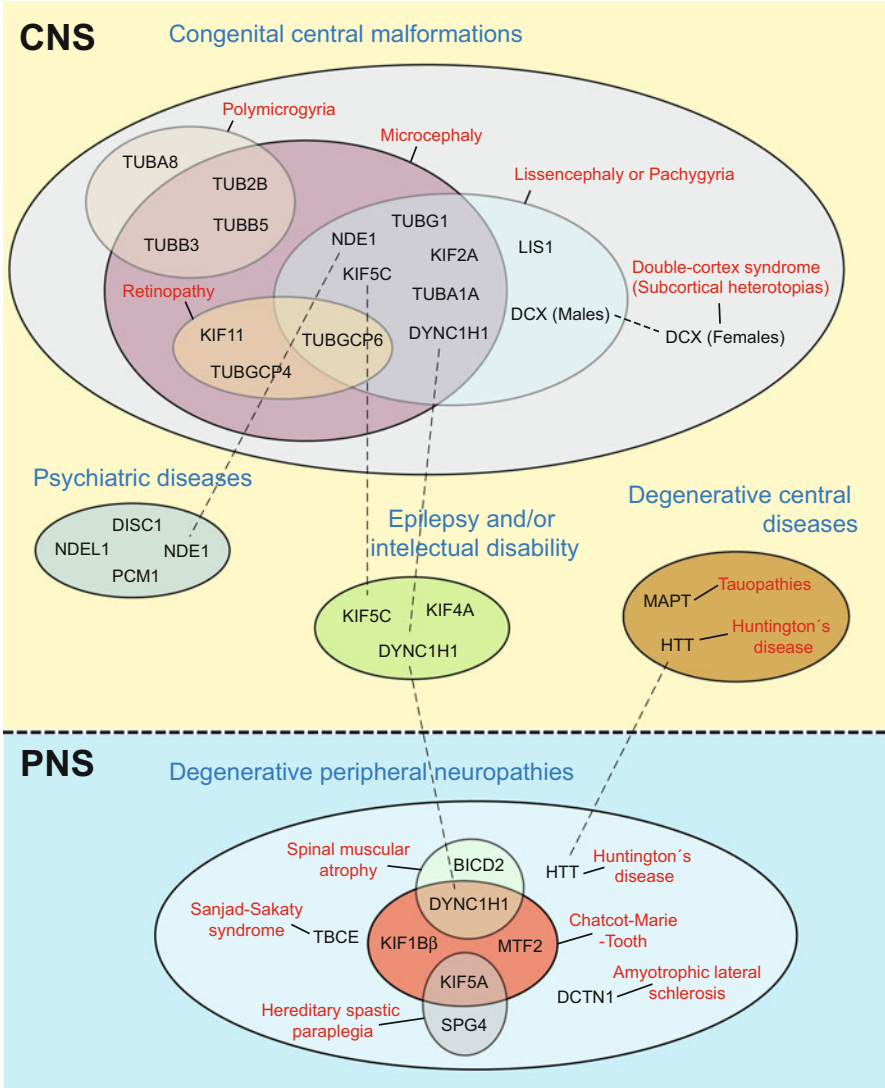 CNS
Congenital central malformations
Polymicrogyria
Microcephaly
TUBA8
TUB2B
TUBB5
TUBB3
Lissencephaly or Pachygyria
TUBG1
NDE1
KIF2A
KIF5C
TUBA1A
DYNC1H1
LIS1
DCX (Males)
Double-cortex syndrome
(Subcortical heterotopias)
DCX (Females)
Retinopathy
KIF11
TUBGCP6
TUBGCP4
Psychiatric diseases
DISC1
NDEL1
NDE1
PCM1
Epilepsy and/or
intelectual disability
KIF5C
KIF4A
DYNC1H1
Degenerative central
diseases
MAPT
Tauopathies
HTT
Huntington´s
disease
PNS
Degenerative peripheral neuropathies
Spinal muscular
atrophy
BICD2
DYNC1H1
HTT
Huntington´s
disease
Sanjad-Sakaty
syndrome
TBCE
KIF1Bβ
MTF2
Chatcot-Marie
-Tooth
KIF5A
SPG4
Hereditary spastic
paraplegia
DCTN1
Amyotrophic lateral
schlerosis